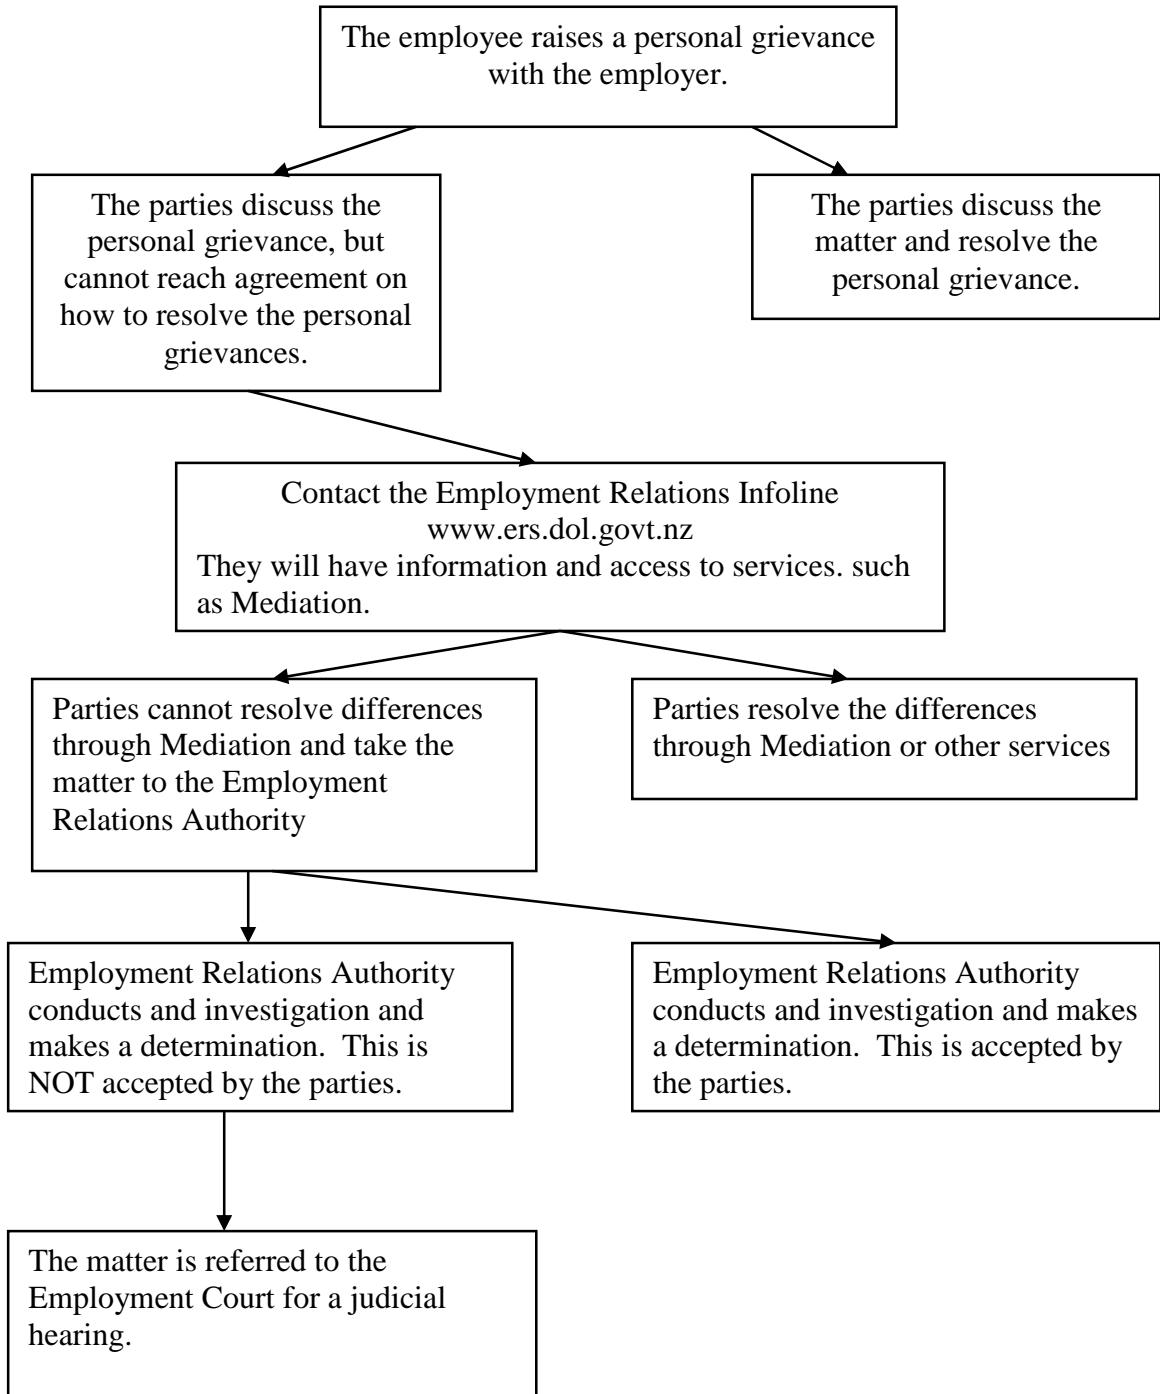 The employee raises a personal grievance
with the employer.
The parties discuss the
personal grievance, but
cannot reach agreement on
how to resolve the personal
grievances.
The parties discuss the
matter and resolve the
personal grievance.
Contact the Employment Relations Infoline
www.ers.dol.govt.nz
They will have information and access to services. such
as Mediation.
Parties cannot resolve differences
through Mediation and take the
matter to the Employment
Relations Authority
Parties resolve the differences
through Mediation or other services
Employment Relations Authority
conducts and investigation and
makes a determination.  This is
NOT accepted by the parties.
Employment Relations Authority
conducts and investigation and makes
a determination.  This is accepted by
the parties.
The matter is referred to the
Employment Court for a judicial
hearing.